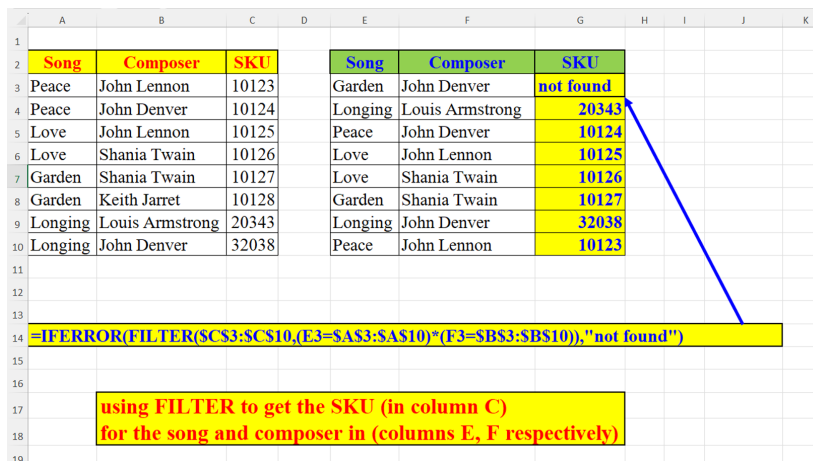 A B C D E F G H I J K
1
2 Song Composer SKU Song Composer SKU
3 Peace John Lennon 10123 Garden John Denver not found
4 Peace John Denver 10124 Longing Louis Armstrong 20343
5 Love John Lennon 10125 Peace John Denver 10124
6 Love Shania Twain 10126 Love John Lennon 10125
7 Garden Shania Twain 10127 Love Shania Twain 10126
8 Garden Keith Jarret 10128 Garden Shania Twain 10127
9 Longing Louis Armstrong 20343 Longing John Denver 32038
10 Longing John Denver 32038 Peace John Lennon 10123
11
12
13
14 =IFERROR(FILTER($C$3:$C$10,(E3=$A$3:$A$10)*(F3=$B$3:$B$10)),"not found")
15
16
17 using FILTER to get the SKU (in column C)
18 for the song and composer in (columns E, F respectively)
19